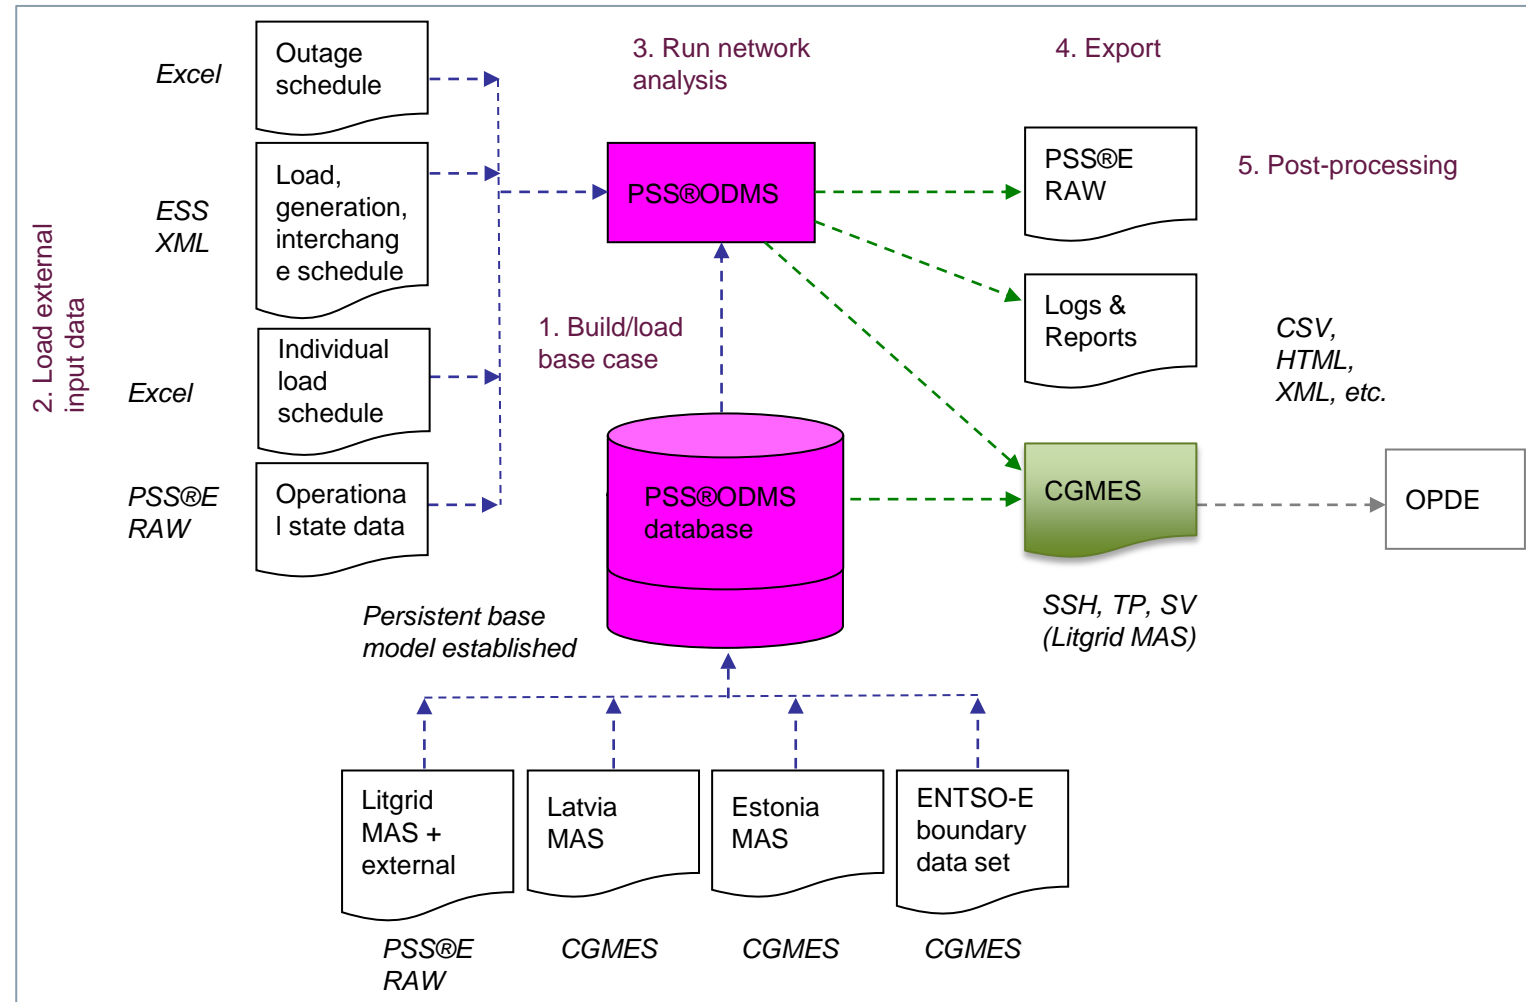 2. Load external
input data
Excel
Outage
schedule
ESS
XML
Load,
generation,
interchang
e schedule
Excel
Individual
load
schedule
PSS®E
RAW
Operationa
l state data
3. Run network
analysis
PSS®ODMS
1. Build/load
base case
PSS®ODMS
database
Persistent base
model established
4. Export
PSS®E
RAW
5. Post-processing
Logs &
Reports
CSV,
HTML,
XML, etc.
CGMES
OPDE
SSH, TP, SV
(Litgrid MAS)
Litgrid
MAS +
external
Latvia
MAS
Estonia
MAS
ENTSO-E
boundary
data set
PSS®E
RAW
CGMES
CGMES
CGMES